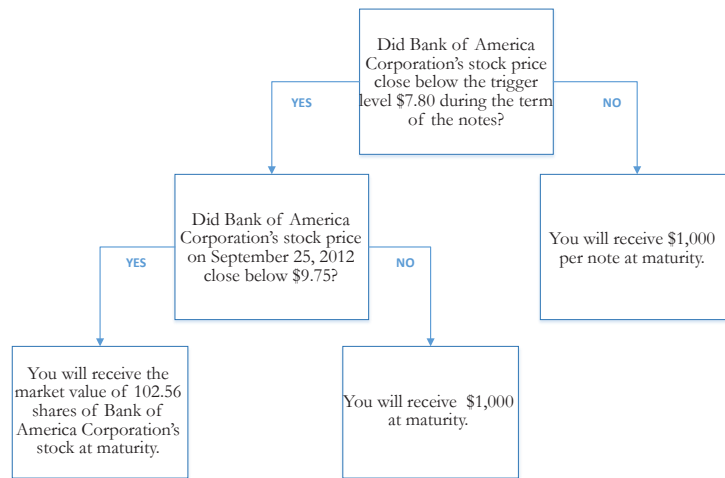 Did Bank of America
Corporation's stock price
close below the trigger
level $7.80 during the term
of the notes?
YES
NO
Did Bank of America
Corporation's stock price
on September 25, 2012
close below $9.75?
You will receive $1,000
per note at maturity.
YES
NO
You will receive the
market value of 102.56
shares of Bank of
America Corporation's
stock at maturity.
You will receive $1,000
at maturity.